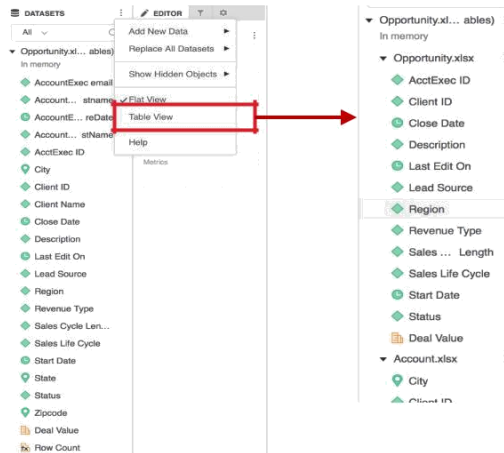 DATASETS
EDITOR
All
Opportunity.xl... ables)
In memory
AccountExec email
Account... stname
AccountE... reDate
Account... stName
AcctExec ID
City
Client ID
Client Name
Close Date
Description
Last Edit On
Lead Source
Region
Revenue Type
Sales Cycle Len...
Sales Life Cycle
Start Date
State
Status
Zipcode
Deal Value
Row Count
Add New Data
Replace All Datasets
Show Hidden Objects
Flat View
Table View
Help
Metrics
Opportunity.xl... ables)
In memory
Opportunity.xlsx
AcctExec ID
Client ID
Close Date
Description
Last Edit On
Lead Source
Region
Revenue Type
Sales ... Length
Sales Life Cycle
Start Date
Status
Deal Value
Account.xlsx
City
Client ID